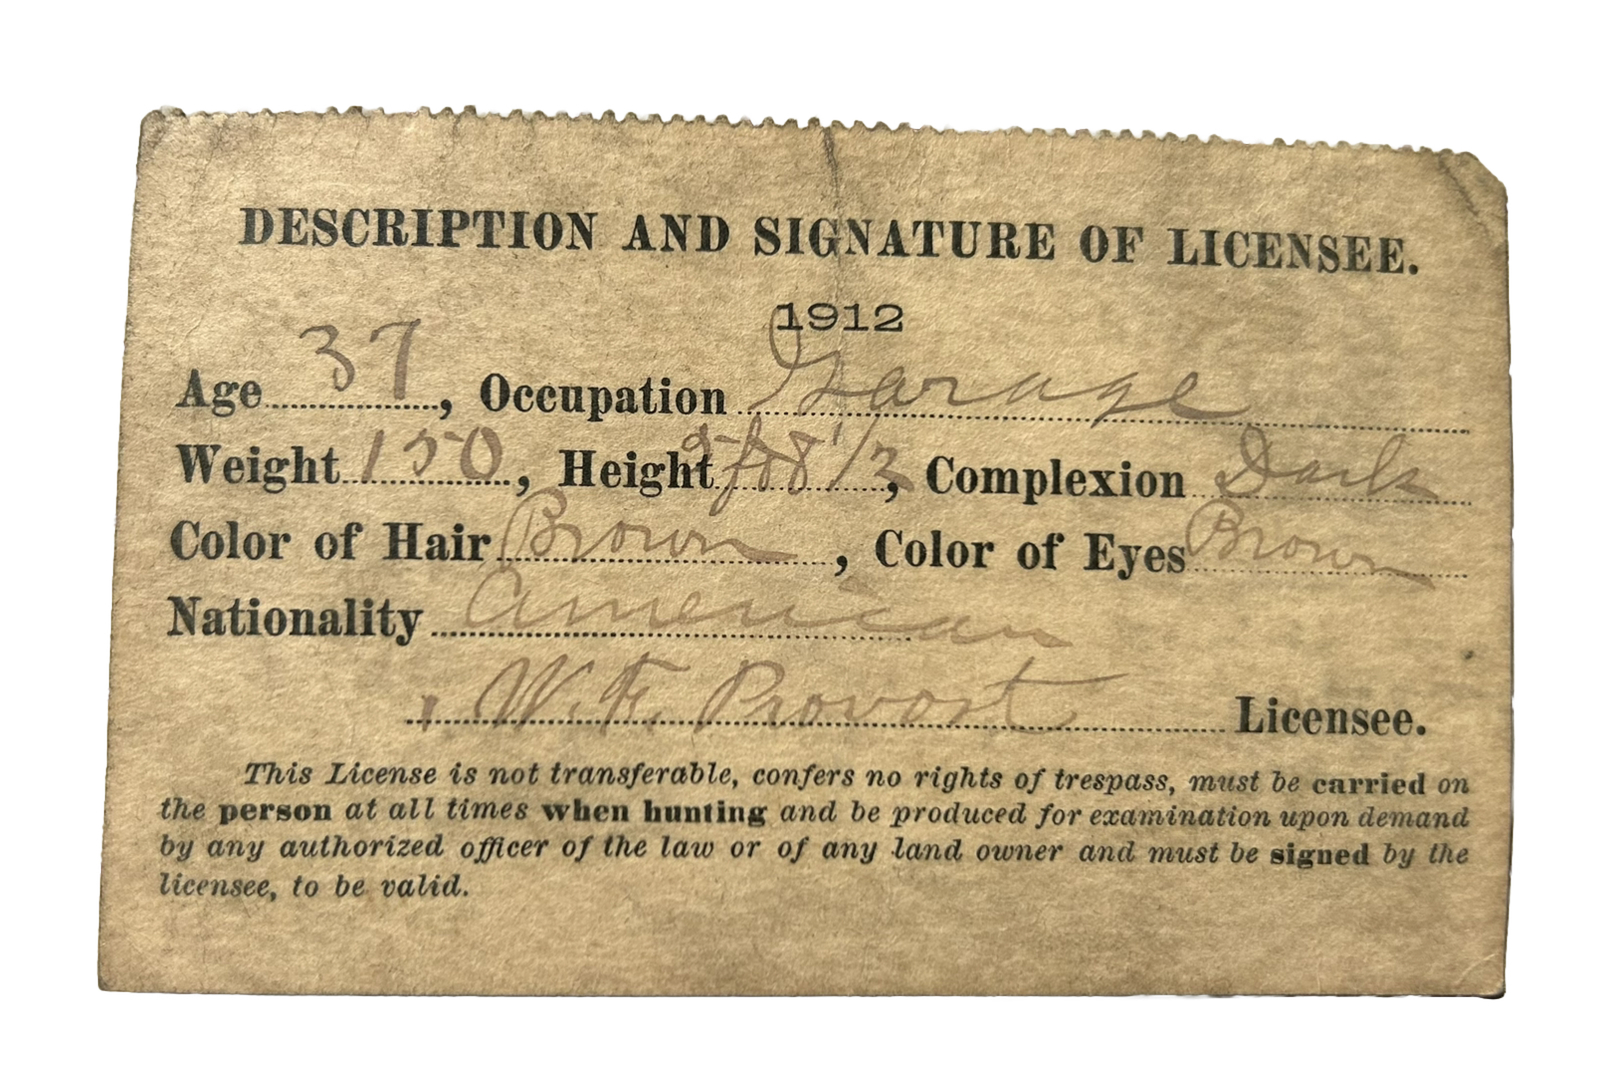 DESCRIPTION AND SIGNATURE OF LICENSEE.
1912
Age 37, Occupation Garage
Weight 150, Height 5 ft 8 1/2, Complexion Dark
Color of Hair Brown, Color of Eyes Brown
Nationality American
W. F. Provost Licensee.
This License is not transferable, confers no rights of trespass, must be carried on
the person at all times when hunting and be produced for examination upon demand
by any authorized officer of the law or of any land owner and must be signed by the
licensee, to be valid.